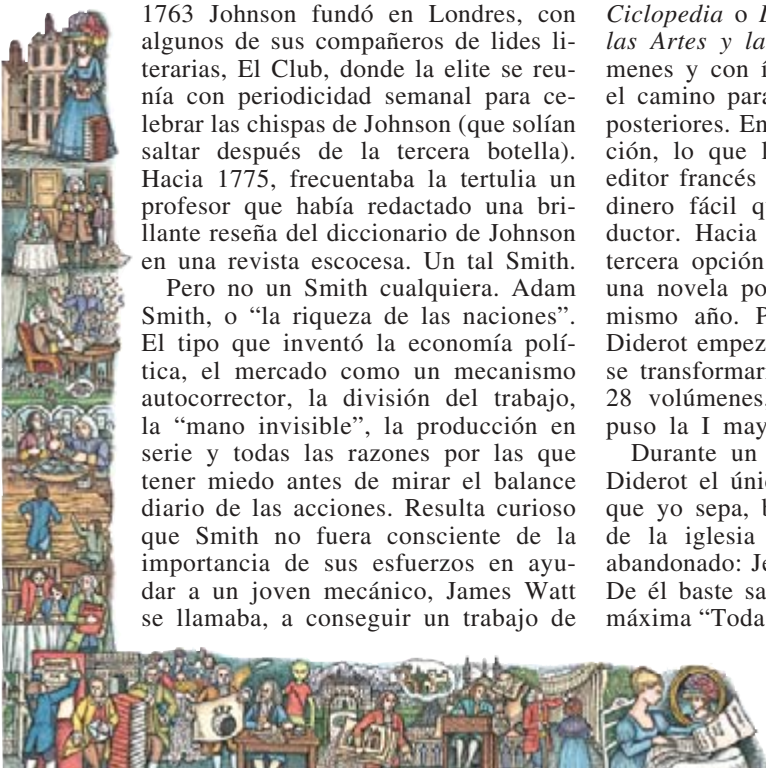 1763 Johnson fundó en Londres, con
algunos de sus compañeros de lides li-
terarias, El Club, donde la elite se reu-
nía con periodicidad semanal para ce-
lebrar las chispas de Johnson (que solían
saltar después de la tercera botella).
Hacia 1775, frecuentaba la tertulia un
profesor que había redactado una bri-
llante reseña del diccionario de Johnson
en una revista escocesa. Un tal Smith.
Pero no un Smith cualquiera. Adam
Smith, o “la riqueza de las naciones”.
El tipo que inventó la economía polí-
tica, el mercado como un mecanismo
autocorrector, la división del trabajo,
la “mano invisible”, la producción en
serie y todas las razones por las que
tener miedo antes de mirar el balance
diario de las acciones. Resulta curioso
que Smith no fuera consciente de la
importancia de sus esfuerzos en ayu-
dar a un joven mecánico, James Watt
se llamaba, a conseguir un trabajo de
Ciclopedia o
las Artes y la
menes y con
el camino para
posteriores. En
ción, lo que
editor francés
dinero fácil
ductor. Hacia
tercera opción
una novela
mismo año.
Diderot
se
28 volúmenes.
puso la I
Durante un
Diderot el
que yo sepa,
de la iglesia
abandonado:
De él baste
máxima “Toda